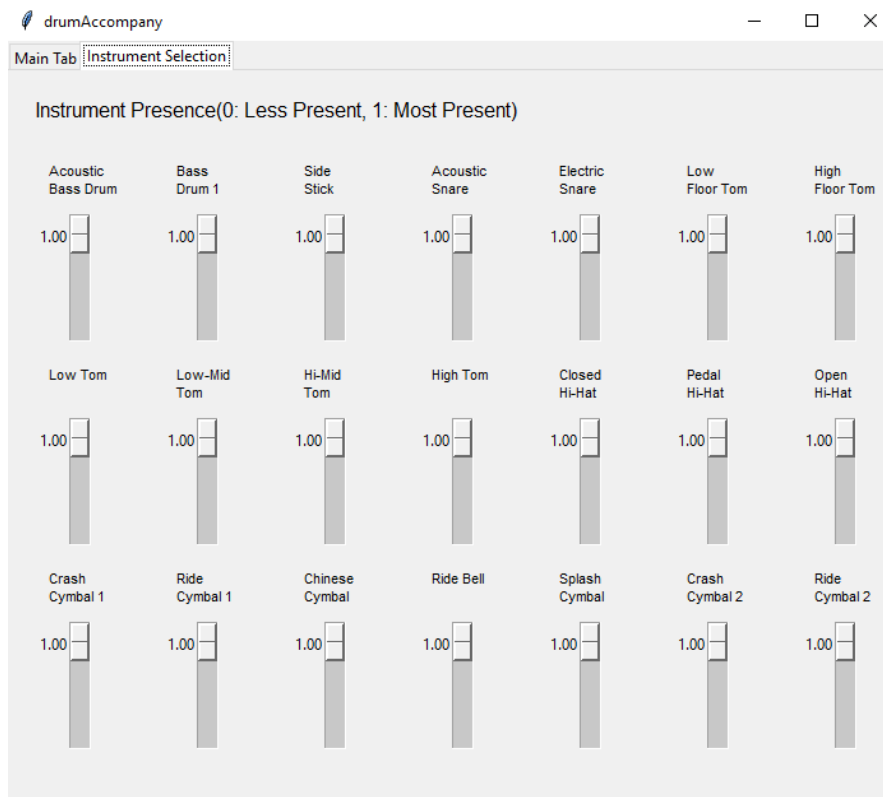 drumAccompany
Main Tab Instrument Selection
Instrument Presence(0: Less Present, 1: Most Present)
Acoustic Bass Side Acoustic Electric Low High
Bass Drum Drum 1 Stick Snare Snare Floor Tom Floor Tom
1.00 1.00 1.00 1.00 1.00 1.00 1.00
Low Tom Low-Mid Hi-Mid High Tom Closed Pedal Open
Tom Tom Hi-Hat Hi-Hat Hi-Hat
1.00 1.00 1.00 1.00 1.00 1.00 1.00
Crash Ride Chinese Ride Bell Splash Crash Ride
Cymbal 1 Cymbal 1 Cymbal Cymbal Cymbal 2 Cymbal 2
1.00 1.00 1.00 1.00 1.00 1.00 1.00